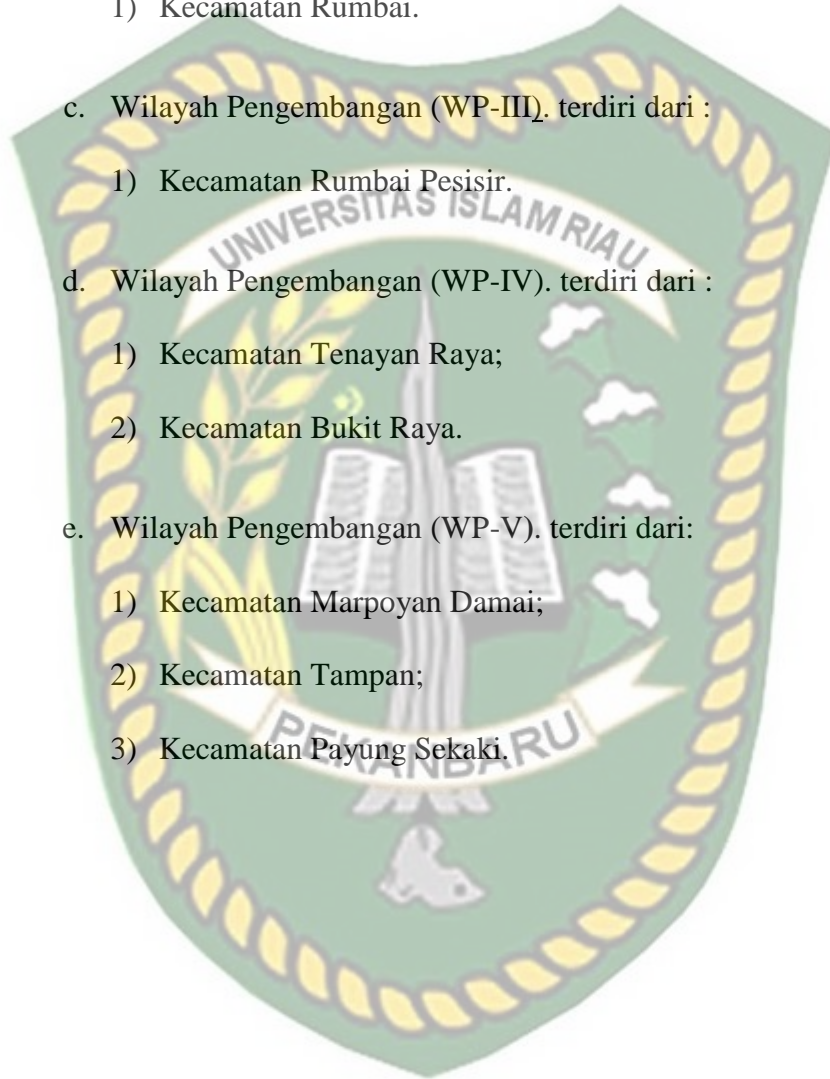 1) Kecamatan Rumbai.
c. Wilayah Pengembangan (WP-III). terdiri dari :
1) Kecamatan Rumbai Pesisir.
UNIVERSITAS ISLAM RIAU
d. Wilayah Pengembangan (WP-IV). terdiri dari :
1) Kecamatan Tenayan Raya;
2) Kecamatan Bukit Raya.
e. Wilayah Pengembangan (WP-V). terdiri dari:
1) Kecamatan Marpoyan Damai;
2) Kecamatan Tampan;
3) Kecamatan Payung Sekaki.
PEKANBARU